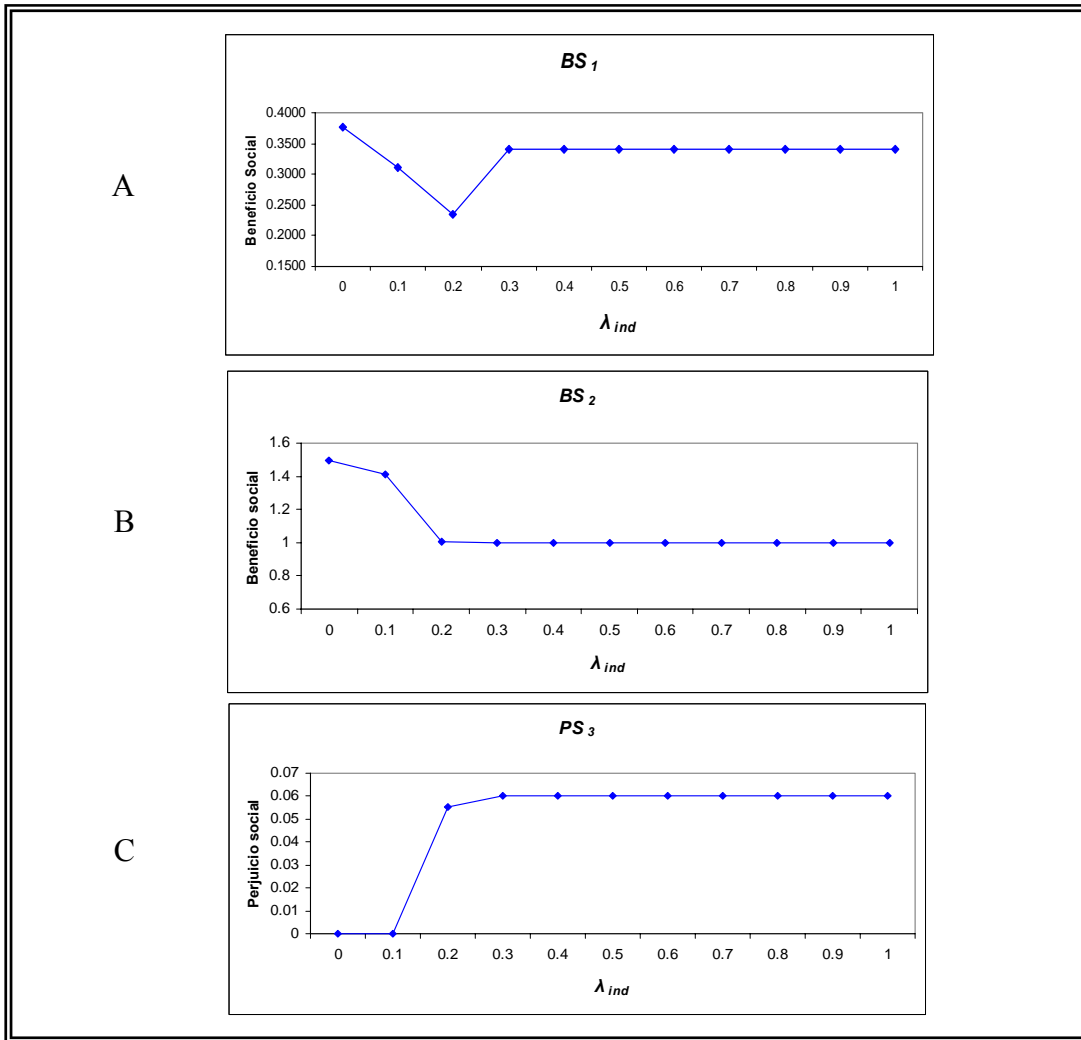 A
BS 1
Beneficio Social
0.4000
0.3500
0.3000
0.2500
0.2000
0.1500
0 0.1 0.2 0.3 0.4 0.5 0.6 0.7 0.8 0.9 1
λ ind
B
BS 2
Beneficio social
1.6
1.4
1.2
1
0.8
0.6
0 0.1 0.2 0.3 0.4 0.5 0.6 0.7 0.8 0.9 1
λ ind
C
PS 3
Perjuicio social
0.07
0.06
0.05
0.04
0.03
0.02
0.01
0
0 0.1 0.2 0.3 0.4 0.5 0.6 0.7 0.8 0.9 1
λ ind